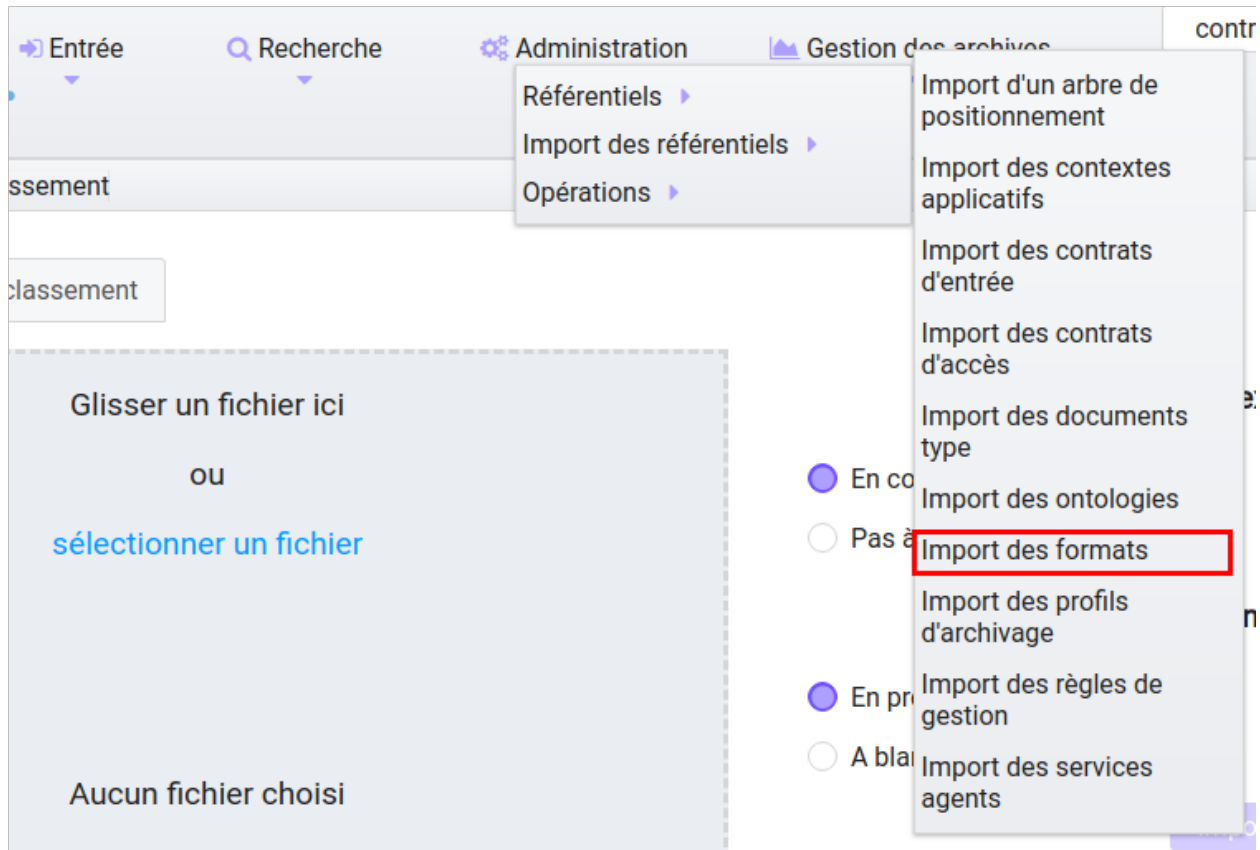 Entrée
Recherche
Administration
Gestion des archives
contr
Référentiels
Import des référentiels
Opérations
Import d'un arbre de
positionnement
Import des contextes
applicatifs
Import des contrats
d'entrée
Import des contrats
d'accès
Import des documents
type
Import des ontologies
Import des formats
Import des profils
d'archivage
Import des règles de
gestion
Import des services
agents
ssement
classement
Glisser un fichier ici
ou
sélectionner un fichier
Aucun fichier choisi
En co
Pas à
En pr
A bla